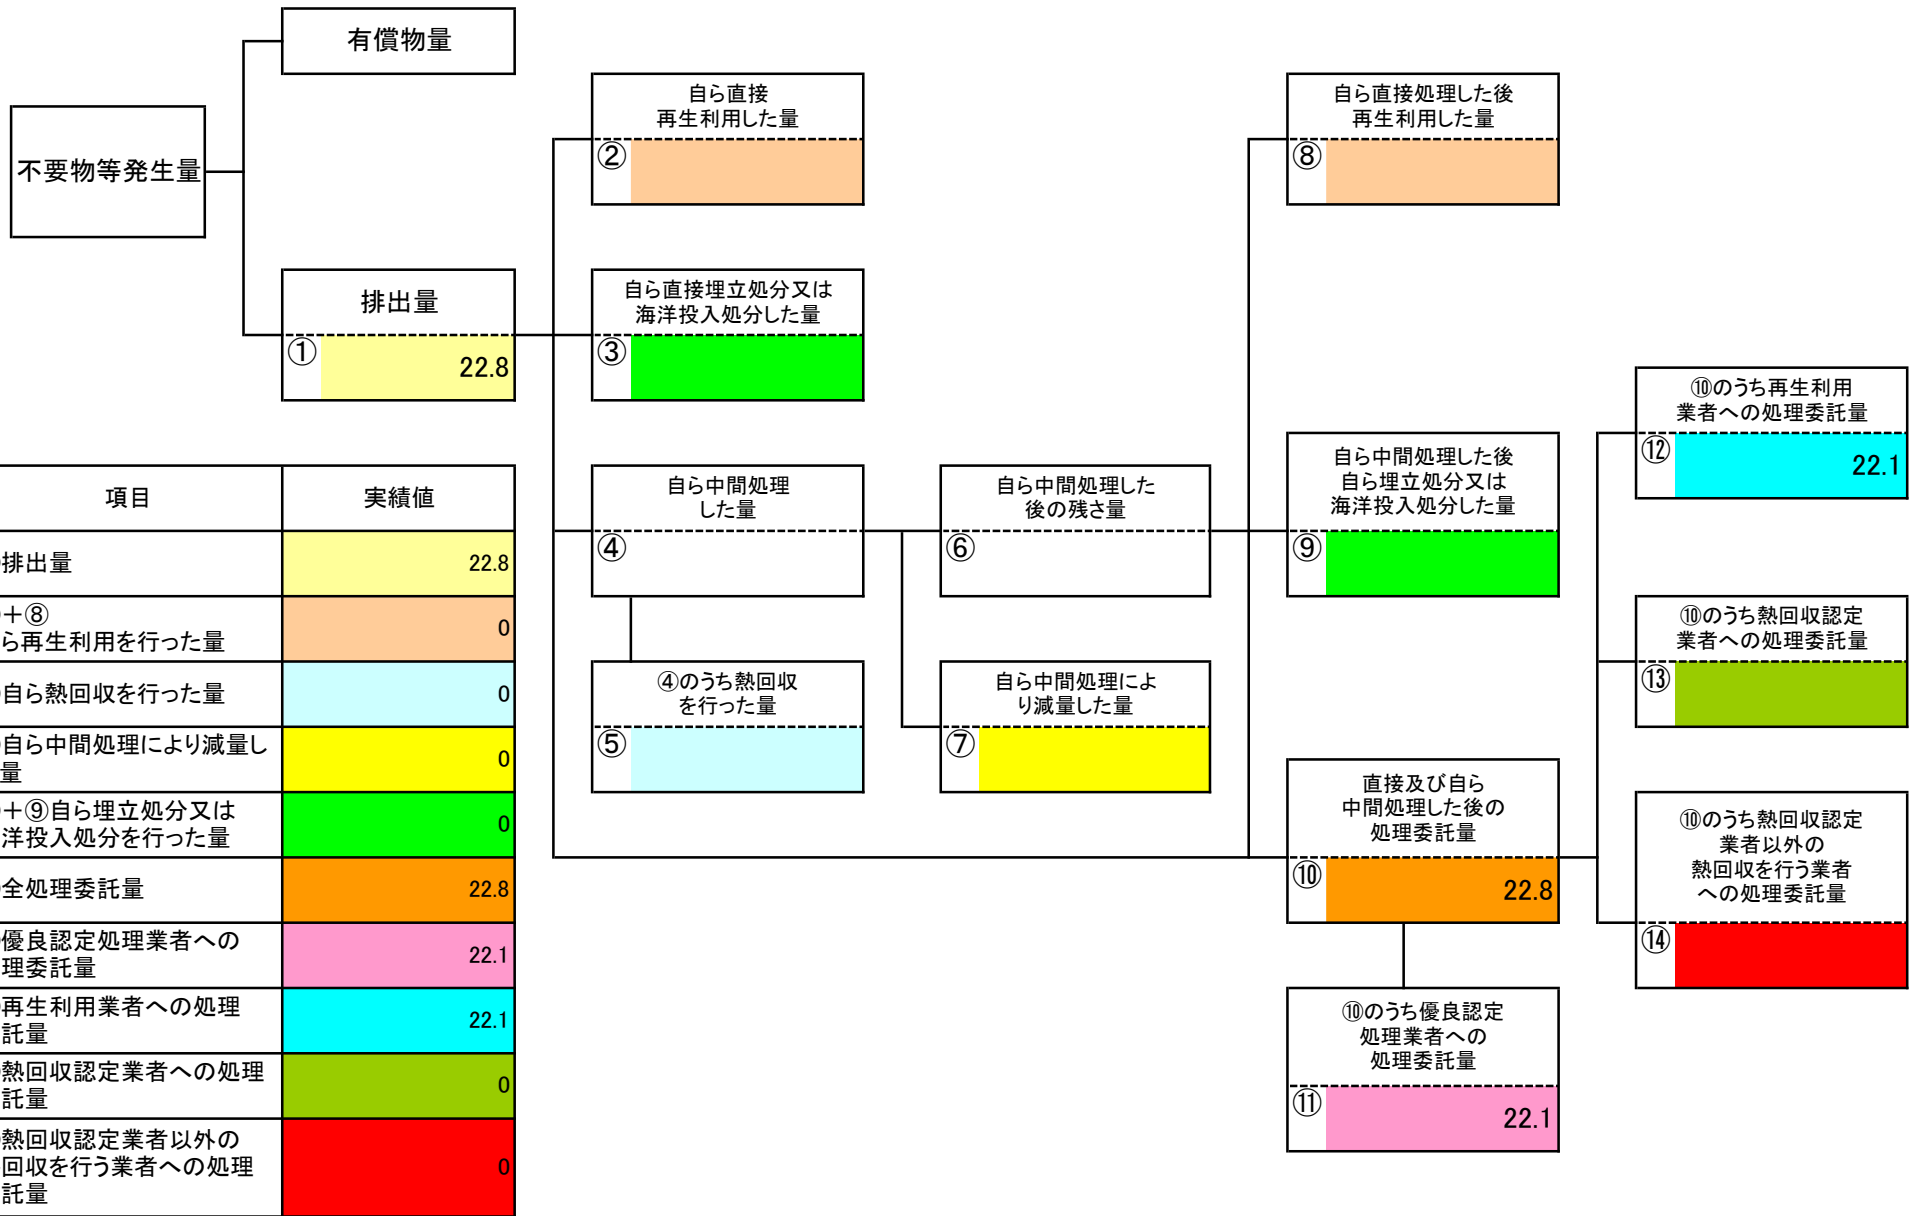 有償物量
不要物等発生量
排出量
①
22.8
自ら直接
再生利用した量
②
自ら直接埋立処分又は
海洋投入処分した量
③
自ら中間処理
した量
④
④のうち熱回収
を行った量
⑤
自ら中間処理した
後の残さ量
⑥
自ら中間処理によ
り減量した量
⑦
自ら直接処理した後
再生利用した量
⑧
自ら中間処理した後
自ら埋立処分又は
海洋投入処分した量
⑨
直接及び自ら
中間処理した後の
処理委託量
⑩
22.8
⑩のうち優良認定
処理業者への
処理委託量
⑪
22.1
⑩のうち再生利用
業者への処理委託量
⑫
22.1
⑩のうち熱回収認定
業者への処理委託量
⑬
⑩のうち熱回収認定
業者以外の
熱回収を行う業者
への処理委託量
⑭
項目 実績値
排出量 22.8
+⑧
ら再生利用を行った量 0
自ら熱回収を行った量 0
自ら中間処理により減量し
量 0
+⑨自ら埋立処分又は
洋投入処分を行った量 0
全処理委託量 22.8
優良認定処理業者への
理委託量 22.1
再生利用業者への処理
託量 22.1
熱回収認定業者への処理
託量 0
熱回収認定業者以外の
回収を行う業者への処理
託量 0